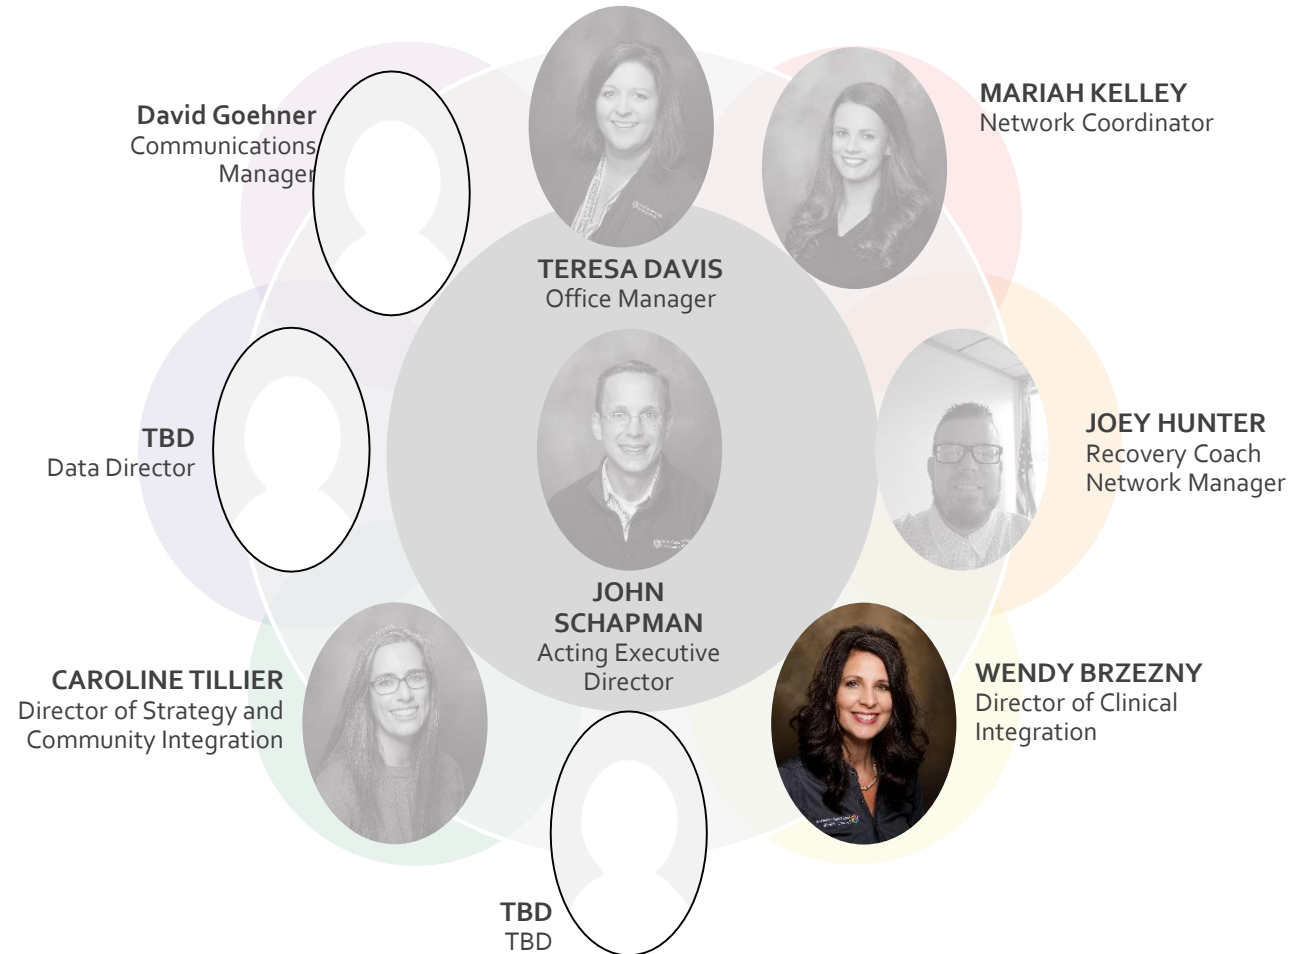 David Goehner
Communications
Manager
TERESA DAVIS
Office Manager
MARIAH KELLEY
Network Coordinator
TBD
Data Director
JOHN
SCHAPMAN
Acting Executive
Director
JOEY HUNTER
Recovery Coach
Network Manager
CAROLINE TILLIER
Director of Strategy and
Community Integration
WENDY BRZEZNY
Director of Clinical
Integration
TBD
TBD